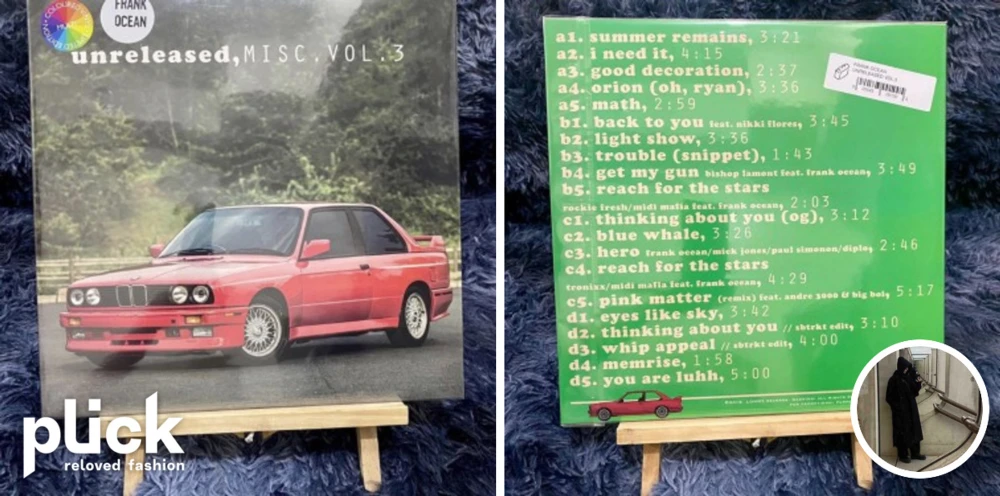 FRANK
OCEAN
unreleased, MISC.VOL.3
plick
reloved fashion
a1. summer remains, 3:21
a2. i need it, 4:15
a3. good decoration, 2:37
a4. orion (oh, ryan), 3:36
a5. math, 2:59
b1. back to you feat. nikki flores, 3:45
b2. light show, 3:36
b3. trouble (snippet), 1:43
b4. get my gun bishop lamont feat. frank ocean, 3:49
b5. reach for the stars
rockie fresh/midi mafia feat. frank ocean, 2:03
c1. thinking about you (og), 3:12
c2. blue whale, 3:26
c3. hero frank ocean/mick jones/paul simonon/diplo, 2:46
c4. reach for the stars
tronixx/midi mafia feat. frank ocean, 4:29
c5. pink matter (remix) feat. andre 3000 & big boi, 5:17
d1. eyes like sky, 3:42
d2. thinking about you // sbtrkt edit, 3:10
d3. whip appeal // sbtrkt edit, 4:00
d4. memrise, 1:58
d5. you are luhh, 5:00
FRANK OCEAN
UNRELEASED VOL.3